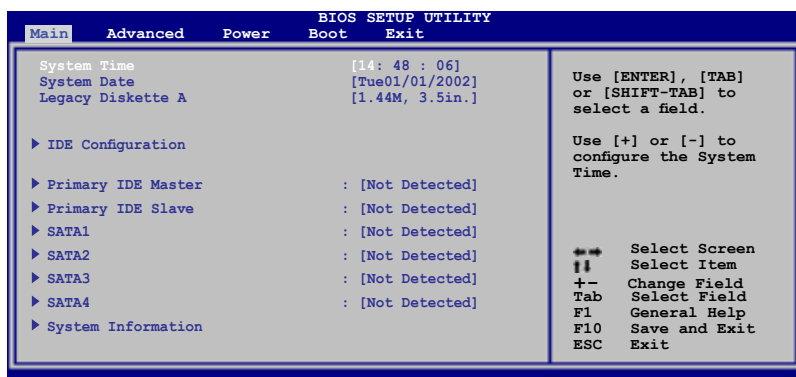 BIOS SETUP UTILITY
Main Advanced Power Boot Exit
System Time [14: 48 : 06]
System Date [Tue01/01/2002]
Legacy Diskette A [1.44M, 3.5in.]
IDE Configuration
Primary IDE Master : [Not Detected]
Primary IDE Slave : [Not Detected]
SATA1 : [Not Detected]
SATA2 : [Not Detected]
SATA3 : [Not Detected]
SATA4 : [Not Detected]
System Information
Use [ENTER], [TAB]
or [SHIFT-TAB] to
select a field.
Use [+] or [-] to
configure the System
Time.
Select Screen
Select Item
+- Change Field
Tab Select Field
F1 General Help
F10 Save and Exit
ESC Exit